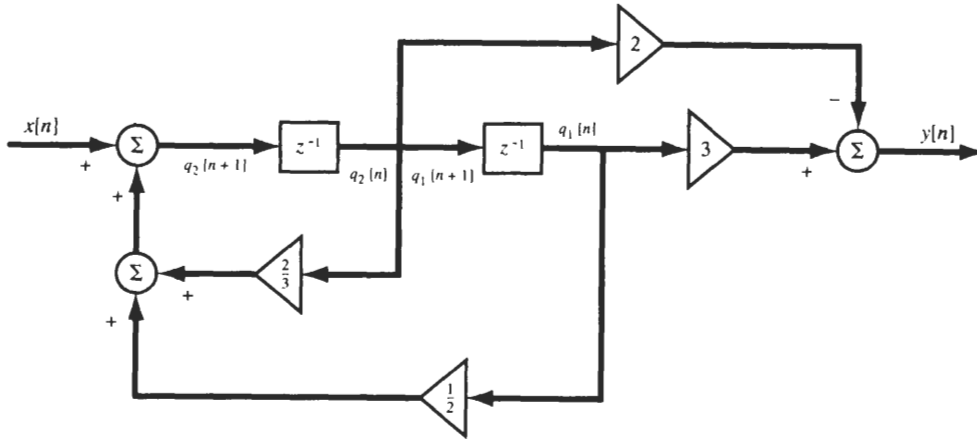 2
x[n]
Σ
q₂[n+1]
z⁻¹
q₂[n]
q₁[n+1]
z⁻¹
q₁[n]
3
Σ
y[n]
+
+
+
−
Σ
2/3
+
+
1/2